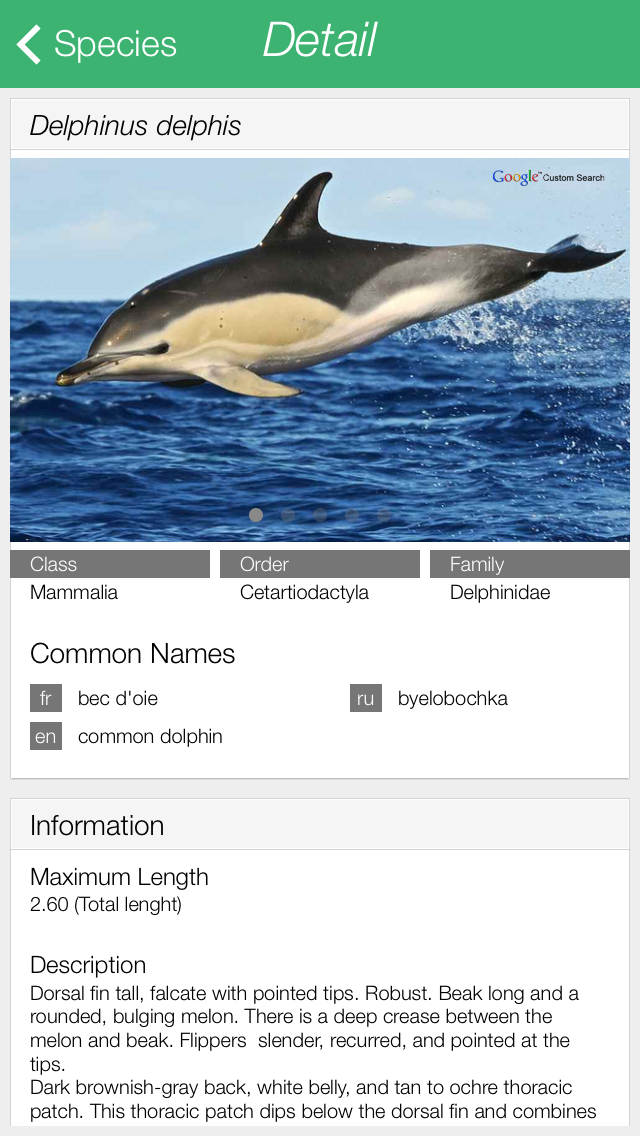 Species
Detail
Delphinus delphis
Google™ Custom Search
Class
Order
Family
Mammalia
Cetartiodactyla
Delphinidae
Common Names
fr bec d'oie
ru byelobochka
en common dolphin
Information
Maximum Length
2.60 (Total lenght)
Description
Dorsal fin tall, falcate with pointed tips. Robust. Beak long and a
rounded, bulging melon. There is a deep crease between the
melon and beak. Flippers  slender, recurred, and pointed at the
tips.
Dark brownish-gray back, white belly, and tan to ochre thoracic
patch. This thoracic patch dips below the dorsal fin and combines